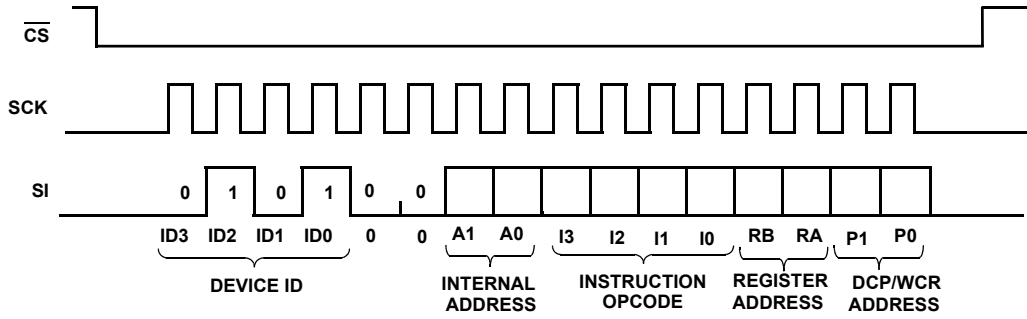 CS
SCK
SI
0 1 0 1 0 0
ID3 ID2 ID1 ID0 0 0 A1 A0 I3 I2 I1 I0 RB RA P1 P0
DEVICE ID
INTERNAL
ADDRESS
INSTRUCTION
OPCODE
REGISTER
ADDRESS
DCP/WCR
ADDRESS